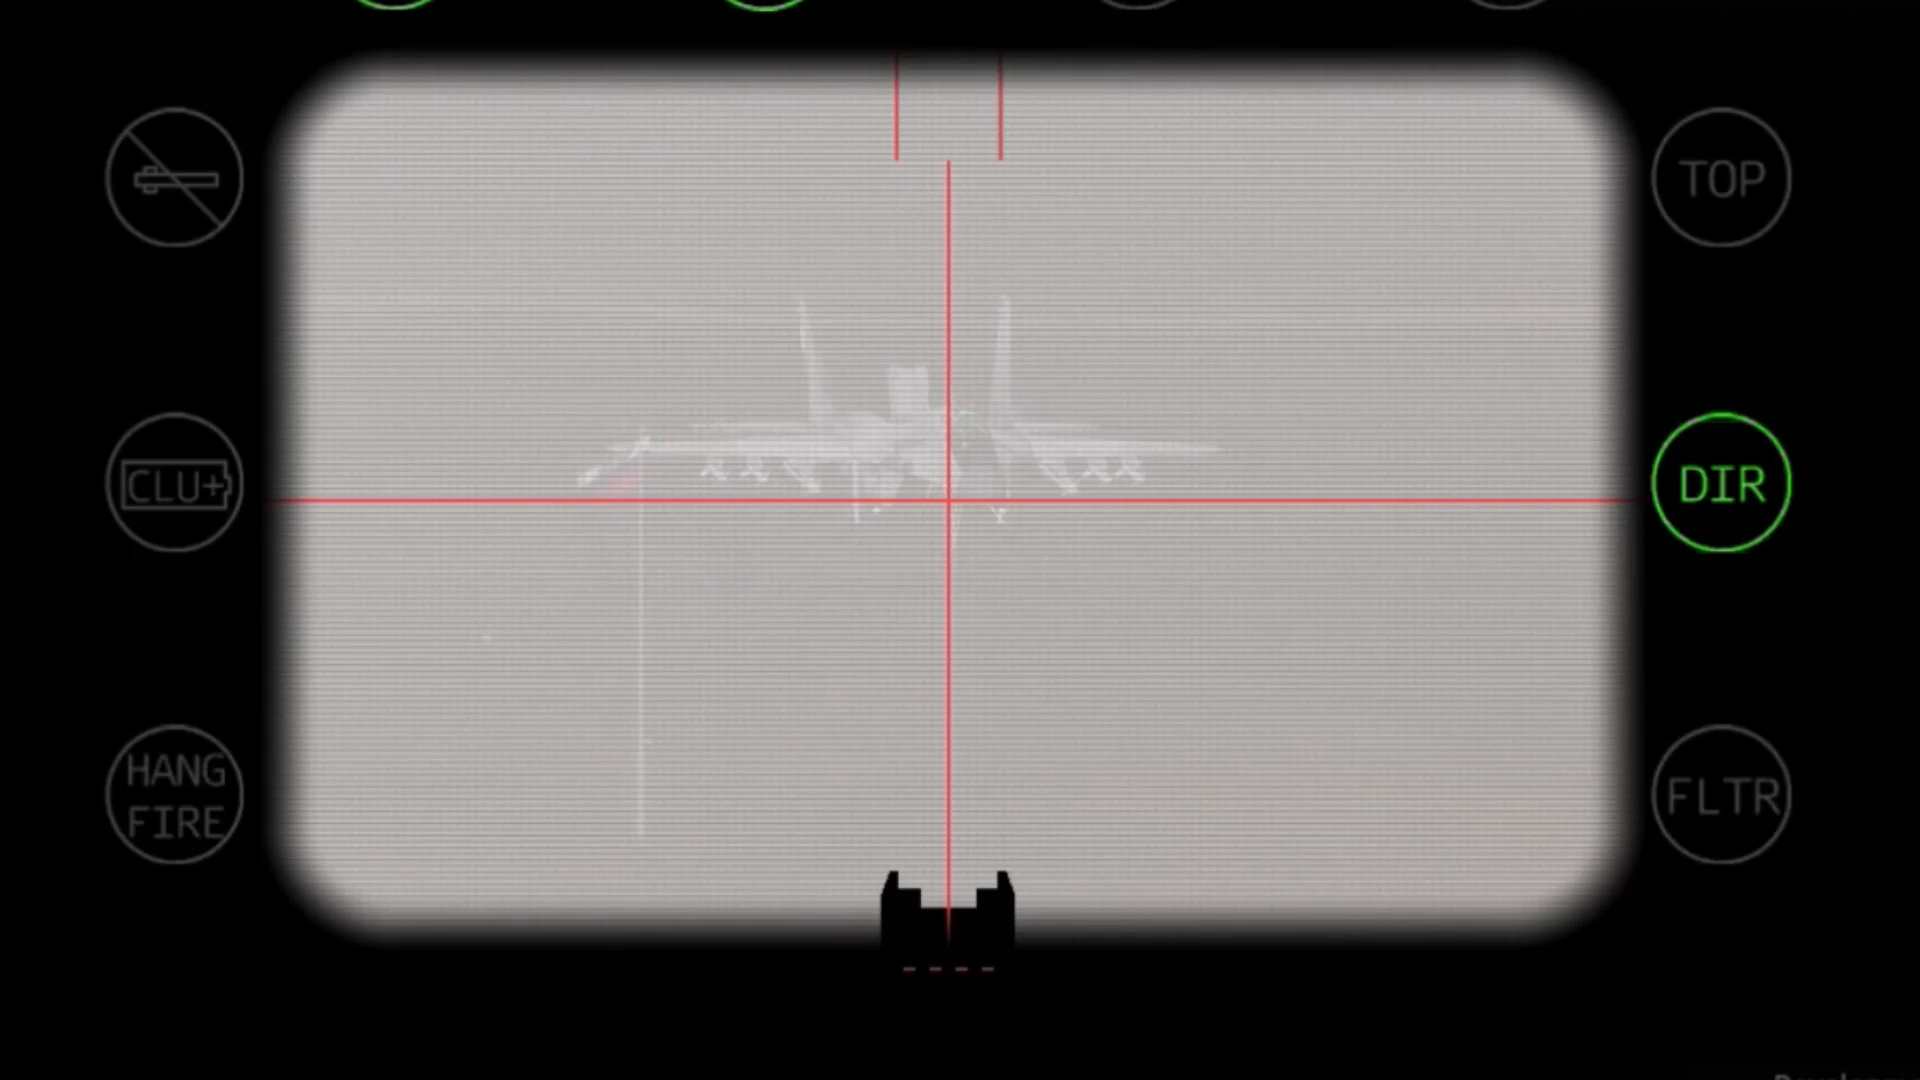 TOP
CLU+
DIR
HANG
FIRE
FLTR